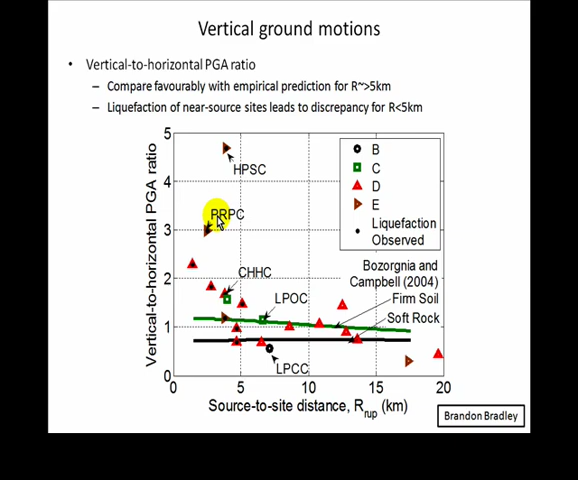 Vertical ground motions
• Vertical-to-horizontal PGA ratio
– Compare favourably with empirical prediction for R~>5km
– Liquefaction of near-source sites leads to discrepancy for R<5km
Vertical-to-horizontal PGA ratio
5
4
3
2
1
0
HPSC
PRPC
CHHC
LPOC
LPCC
B
C
D
E
Liquefaction
Observed
Bozorgnia and
Campbell (2004)
Firm Soil
Soft Rock
0
5
10
15
20
Source-to-site distance, Rrup (km)
Brandon Bradley